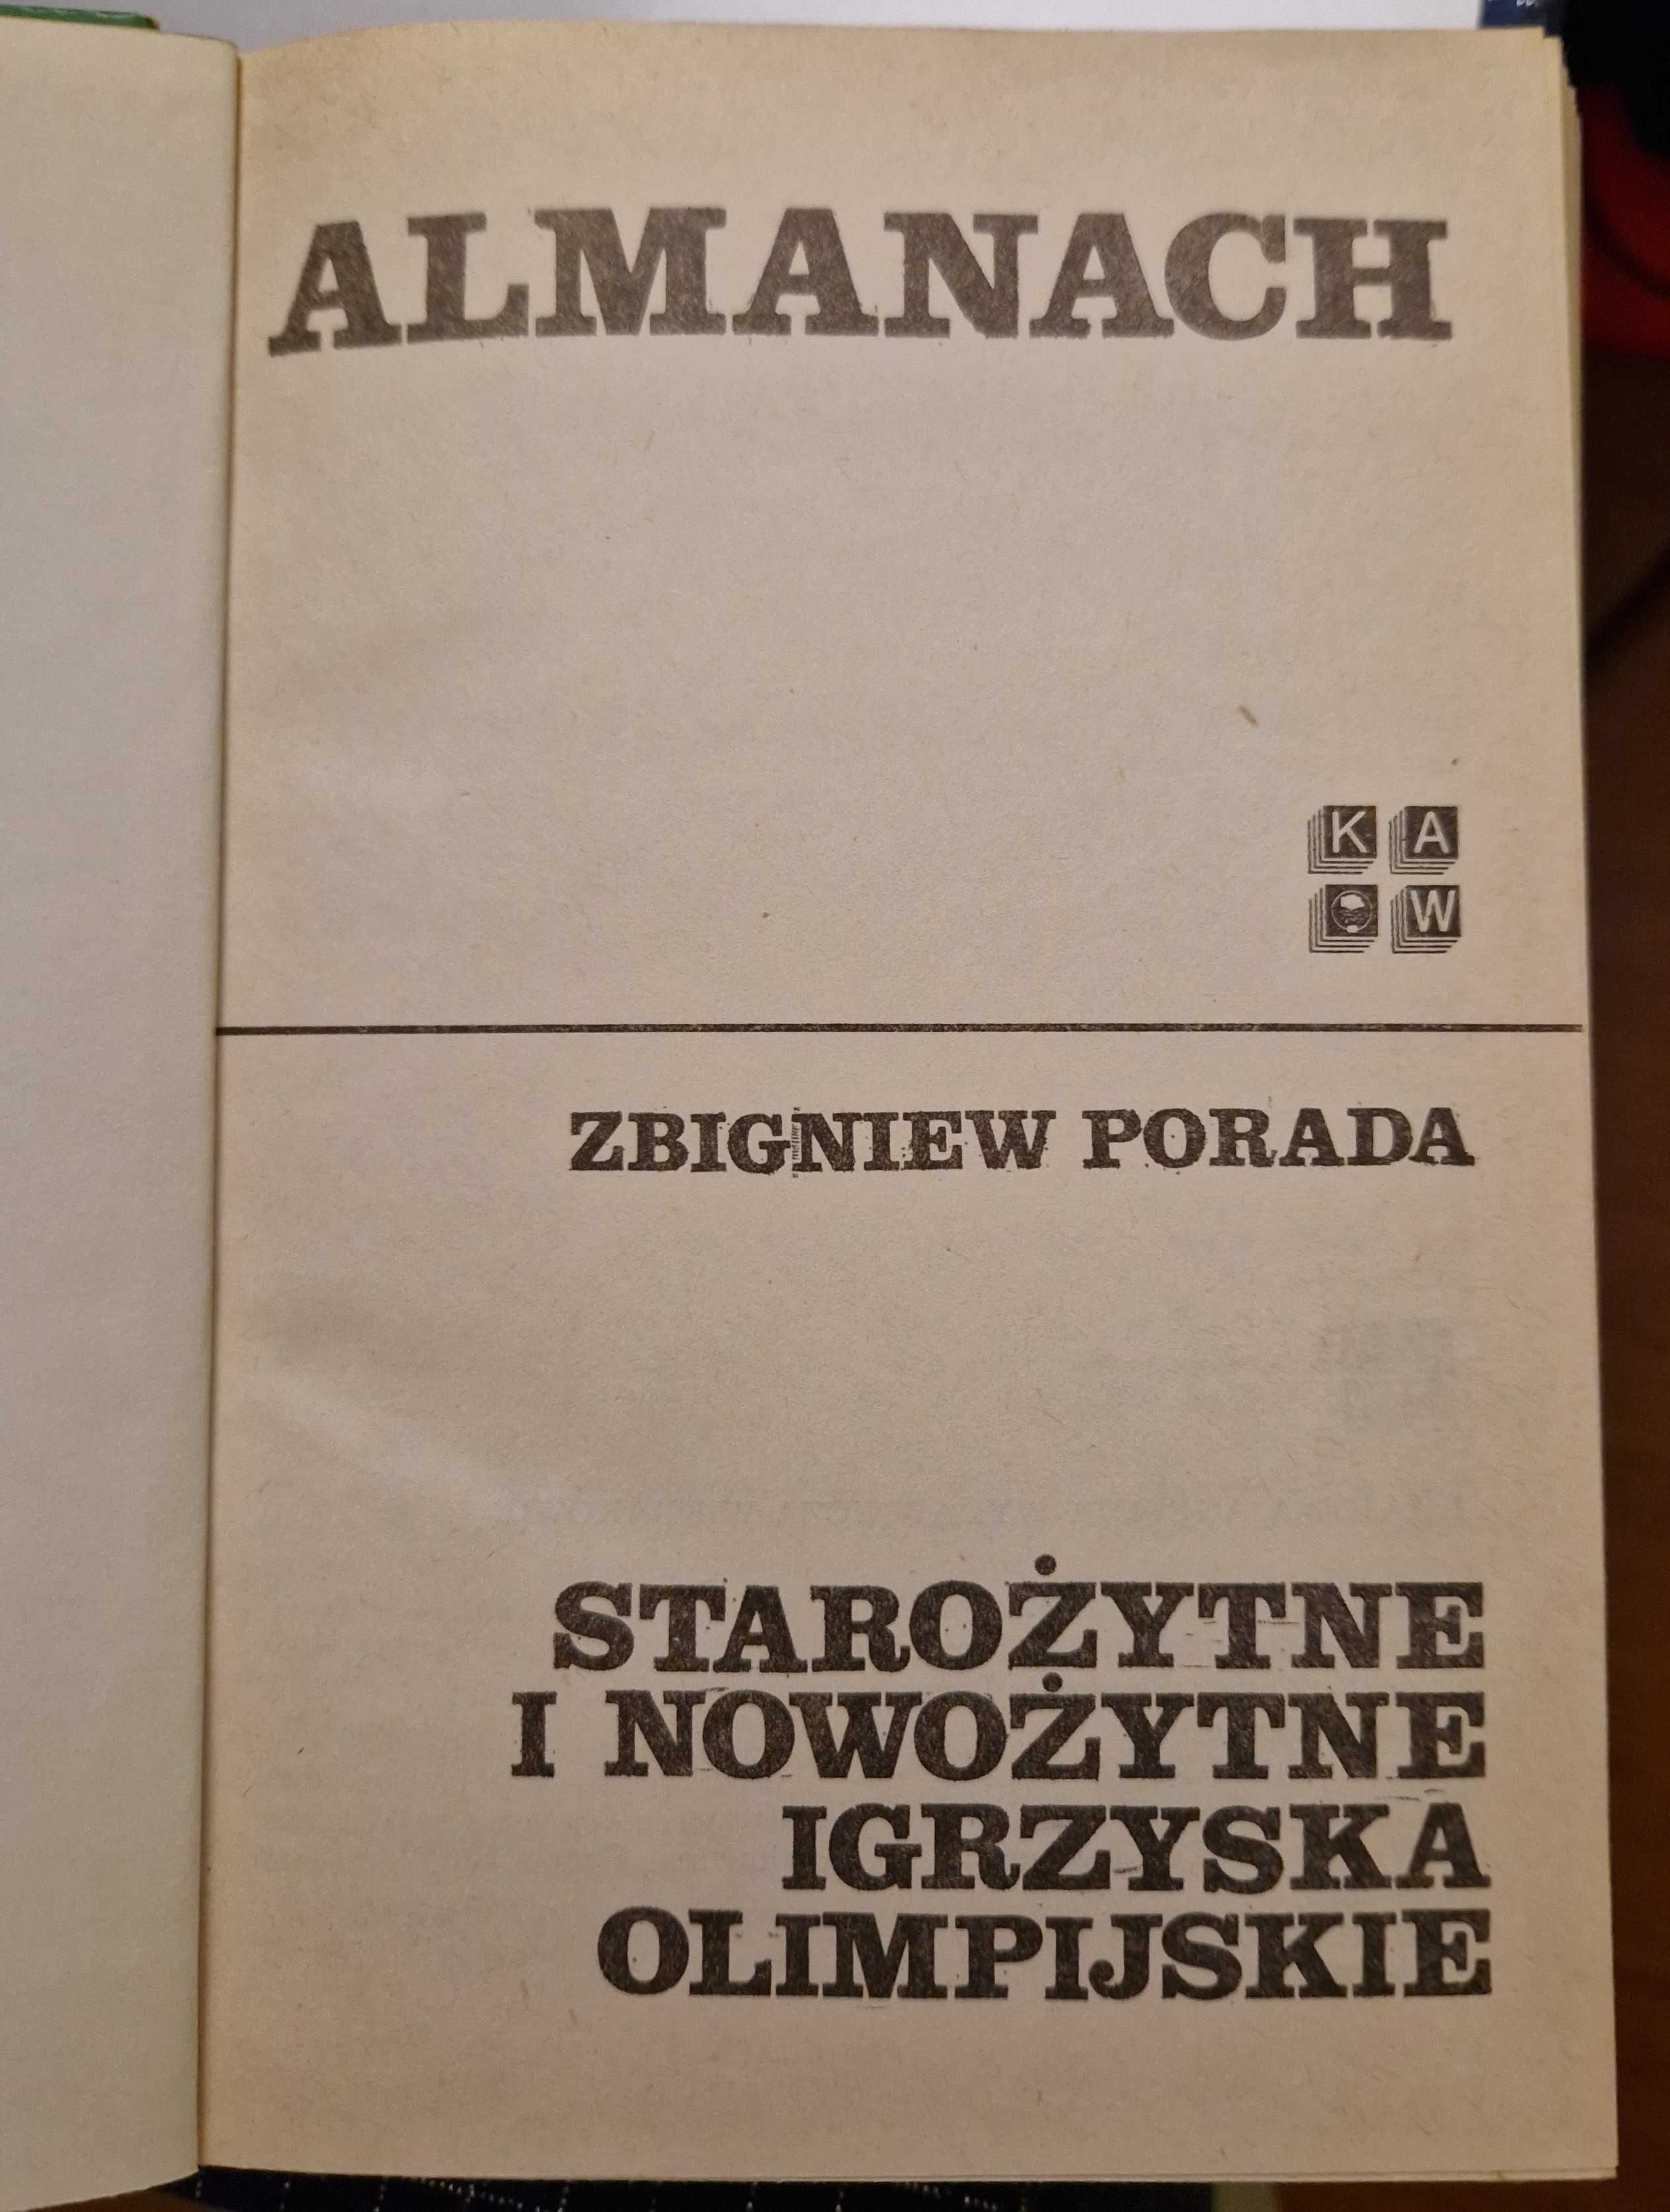 ALMANACH
K A
W
ZBIGNIEW PORADA
STAROŻYTNE
I NOWOŻYTNE
IGRZYSKA
OLIMPIJSKIE